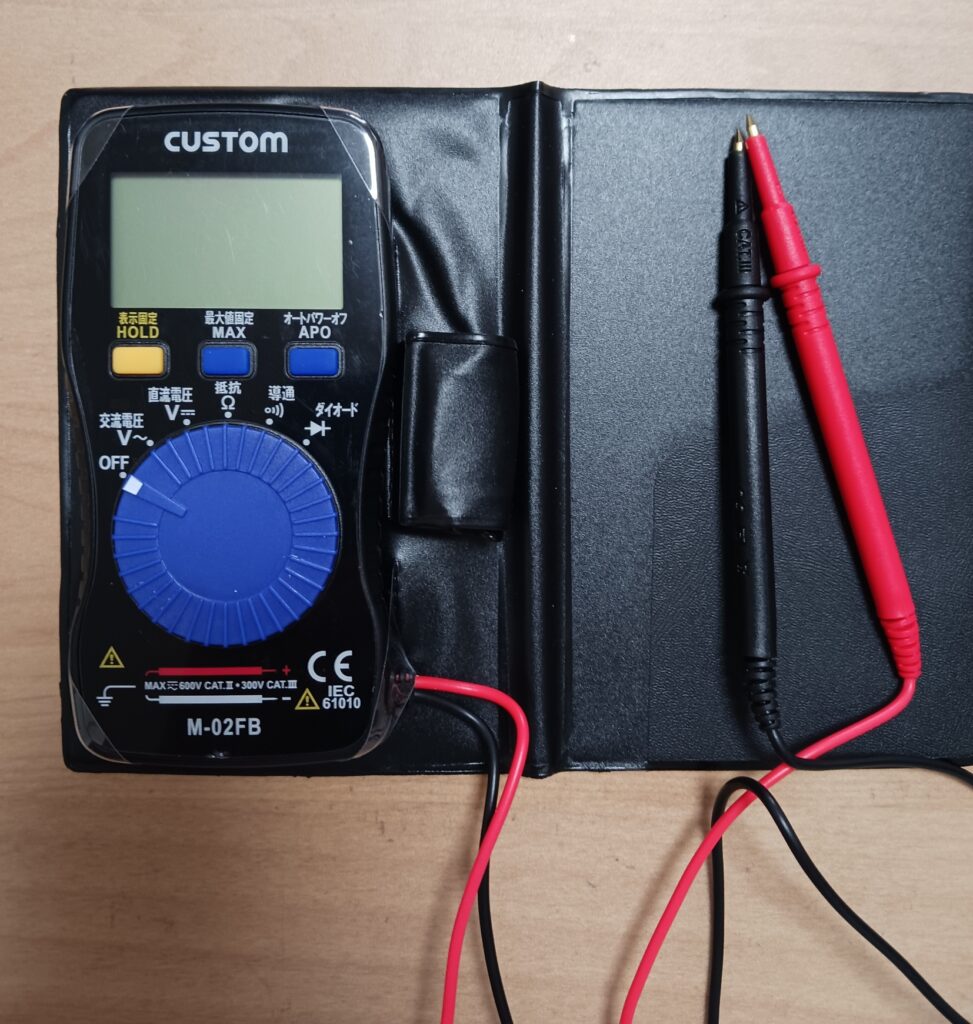 CUSTOM
表示固定 最大値固定 オートパワーオフ
HOLD MAX APO
直流電圧 抵抗 導通 ダイオード
V⎓ Ω
交流電圧
V～
OFF
+
MAX⎓600V CAT.Ⅱ•300V CAT.Ⅲ
−
CE
IEC
61010
M-02FB
CAT.III